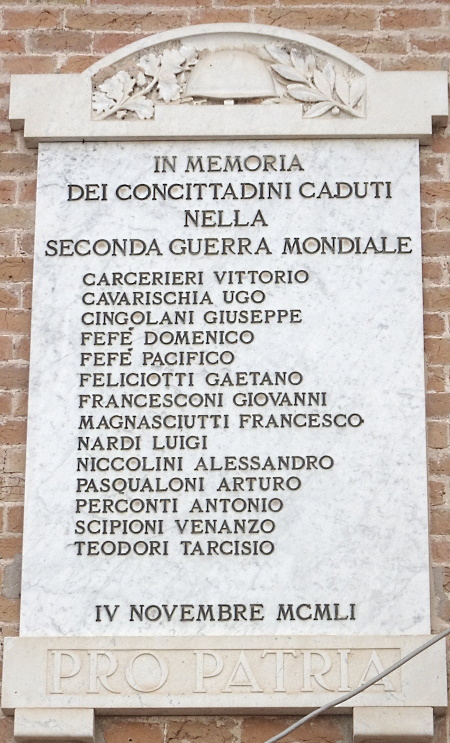 IN MEMORIA
DEI CONCITTADINI CADUTI
NELLA
SECONDA GUERRA MONDIALE
CARCERIERI VITTORIO
CAVARISCHIA UGO
CINGOLANI GIUSEPPE
FEFÉ DOMENICO
FEFÉ PACIFICO
FELICIOTTI GAETANO
FRANCESCONI GIOVANNI
MAGNASCIUTTI FRANCESCO
NARDI LUIGI
NICCOLINI ALESSANDRO
PASQUALONI ARTURO
PERCONTI ANTONIO
SCIPIONI VENANZO
TEODORI TARCISIO
IV NOVEMBRE MCMLI
PRO PATRIA